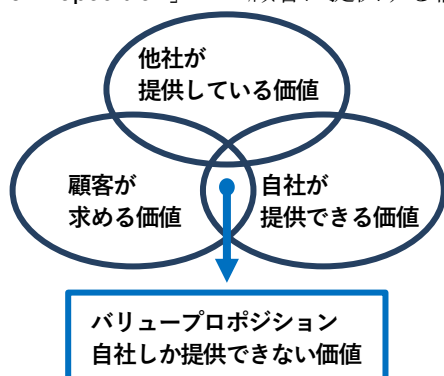 他社が
提供している価値
顧客が
求める価値
自社が
提供できる価値
バリュープロポジション
自社しか提供できない価値